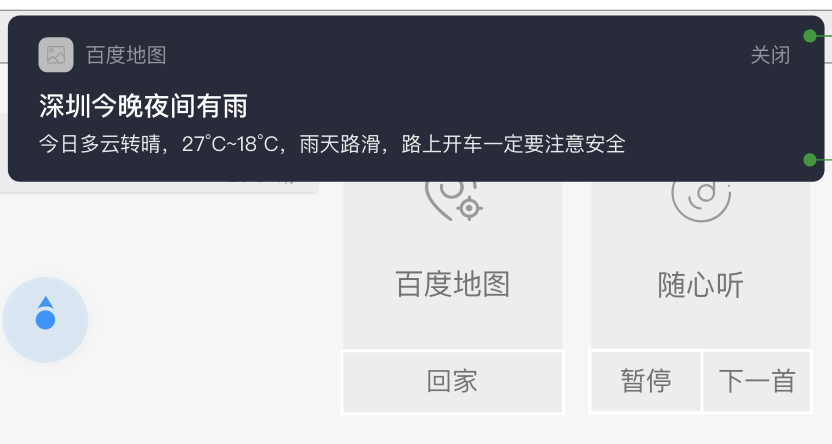 百度地图
关闭
深圳今晚夜间有雨
今日多云转晴，27°C~18°C，雨天路滑，路上开车一定要注意安全
百度地图
随心听
回家
暂停
下一首